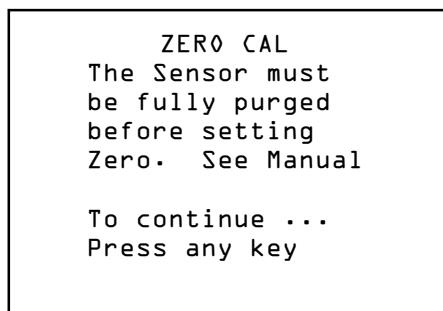 ZERO CAL
The Sensor must
be fully purged
before setting
Zero. See Manual
To continue ...
Press any key